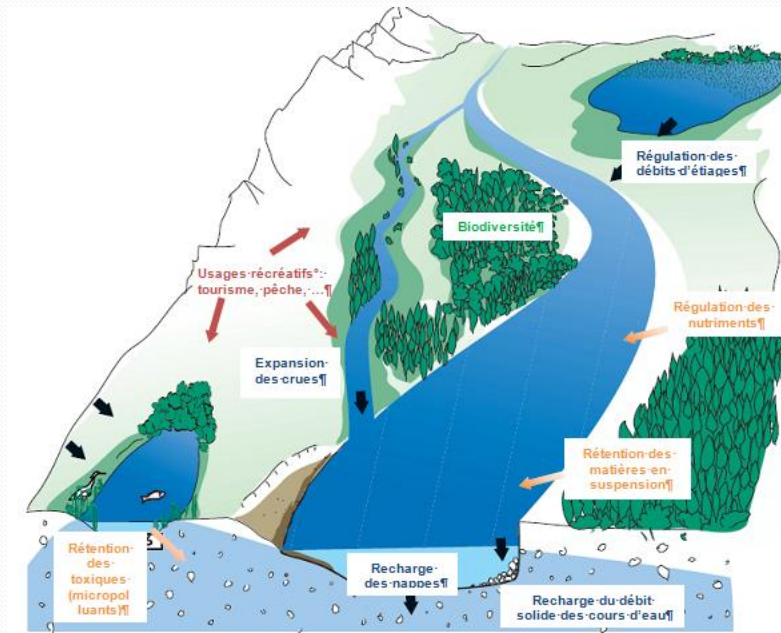 Régulation·des·
débits·d'étiages¶
Biodiversité¶
Usages·récréatifs°:·
tourisme,·pêche,·…¶
Régulation·des·
nutriments¶
Expansion·
des·crues¶
Rétention·des·
matières·en·
suspension¶
Rétention·
des·
toxiques·
(micropol
luants)¶
Recharge·
des·nappes¶
Recharge·du·débit·
solide·des·cours·d'eau¶